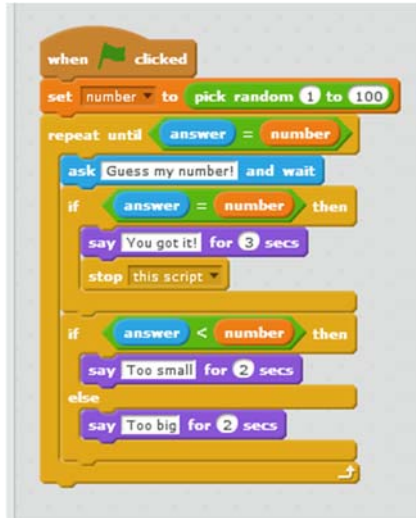 when clicked
set number to pick random 1 to 100
repeat until answer = number
ask Guess my number! and wait
if answer = number then
say You got it! for 3 secs
stop this script
if answer < number then
say Too small for 2 secs
else
say Too big for 2 secs